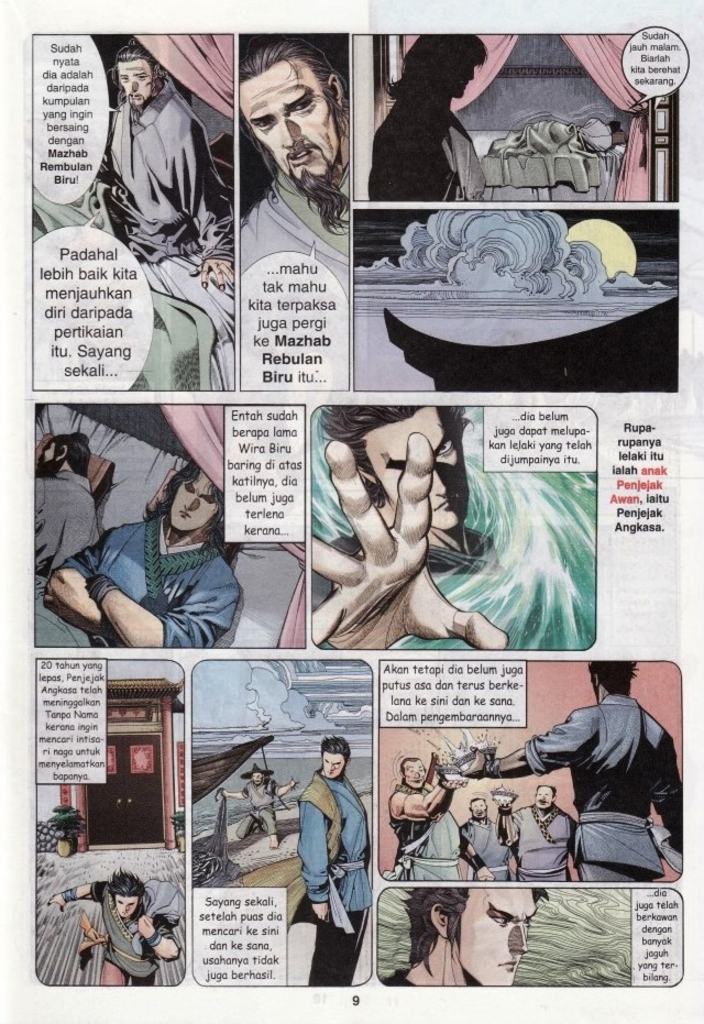 Sudah
nyata
dia adalah
daripada
kumpulan
yang ingin
bersaing
dengan
Mazhab
Rembulan
Biru!
Padahal
lebih baik kita
menjauhkan
diri daripada
pertikaian
itu. Sayang
sekali...
...mahu
tak mahu
kita terpaksa
juga pergi
ke Mazhab
Rebulan
Biru itu...
Sudah
jauh malam.
Biarlah
kita berehat
sekarang.
Entah sudah
berapa lama
Wira Biru
baring di atas
katilnya, dia
belum juga
terlena
kerana...
...dia belum
juga dapat melupa-
kan lelaki yang telah
dijumpainya itu.
Rupa-
rupanya
lelaki itu
ialah anak
Penjejak
Awan, iaitu
Penjejak
Angkasa.
20 tahun yang
lepas, Penjejak
Angkasa telah
meninggalkan
Tanpa Nama
kerana ingin
mencari intisa-
ri naga untuk
menyelamatkan
bapanya.
Sayang sekali,
setelah puas dia
mencari ke sini
dan ke sana,
usahanya tidak
juga berhasil.
Akan tetapi dia belum juga
putus asa dan terus berke-
lana ke sini dan ke sana.
Dalam pengembaraannya...
...dia
juga telah
berkawan
dengan
banyak
jaguh
yang ter-
bilang.
9